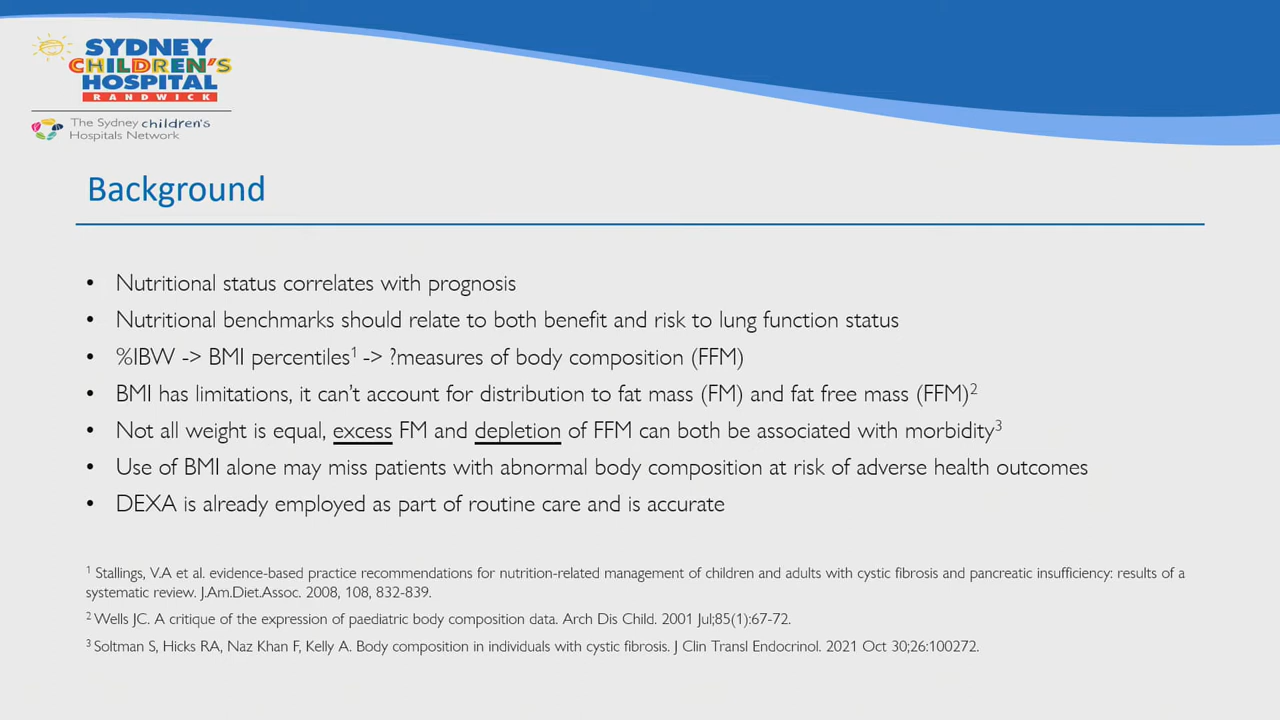 SYDNEY
CHILDREN'S
HOSPITAL
RANDWICK
The Sydney children's
Hospitals Network
Background
• Nutritional status correlates with prognosis
• Nutritional benchmarks should relate to both benefit and risk to lung function status
• %IBW -> BMI percentiles¹ -> ?measures of body composition (FFM)
• BMI has limitations, it can't account for distribution to fat mass (FM) and fat free mass (FFM)²
• Not all weight is equal, excess FM and depletion of FFM can both be associated with morbidity³
• Use of BMI alone may miss patients with abnormal body composition at risk of adverse health outcomes
• DEXA is already employed as part of routine care and is accurate
¹ Stallings, V.A et al. evidence-based practice recommendations for nutrition-related management of children and adults with cystic fibrosis and pancreatic insufficiency: results of a
systematic review. J.Am.Diet.Assoc. 2008, 108, 832-839.
² Wells JC. A critique of the expression of paediatric body composition data. Arch Dis Child. 2001 Jul;85(1):67-72.
³ Soltman S, Hicks RA, Naz Khan F, Kelly A. Body composition in individuals with cystic fibrosis. J Clin Transl Endocrinol. 2021 Oct 30;26:100272.